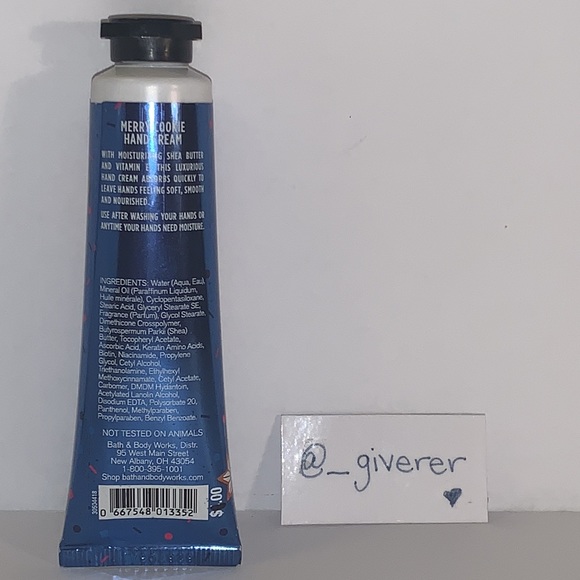 MERRY COOKIE
HAND CREAM
WITH MOISTURIZING SHEA BUTTER
AND VITAMIN E, THIS LUXURIOUS
HAND CREAM ABSORBS QUICKLY TO
LEAVE HANDS FEELING SOFT, SMOOTH
AND NOURISHED.
USE AFTER WASHING YOUR HANDS OR
ANYTIME YOUR HANDS NEED MOISTURE.
INGREDIENTS: Water (Aqua, Eau),
Mineral Oil (Paraffinum Liquidum,
Huile minérale), Cyclopentasiloxane,
Stearic Acid, Glyceryl Stearate SE,
Fragrance (Parfum), Glycol Stearate,
Dimethicone Crosspolymer,
Butyrospermum Parkii (Shea)
Butter, Tocopheryl Acetate,
Ascorbic Acid, Keratin Amino Acids,
Biotin, Niacinamide, Propylene
Glycol, Cetyl Alcohol,
Triethanolamine, Ethylhexyl
Methoxycinnamate, Cetyl Acetate,
Carbomer, DMDM Hydantoin,
Acetylated Lanolin Alcohol,
Disodium EDTA, Polysorbate 20,
Panthenol, Methylparaben,
Propylparaben, Benzyl Benzoate.
NOT TESTED ON ANIMALS
Bath & Body Works, Distr.
95 West Main Street
New Albany, OH 43054
1-800-395-1001
Shop bathandbodyworks.com
0 667548 013352
@_giverer